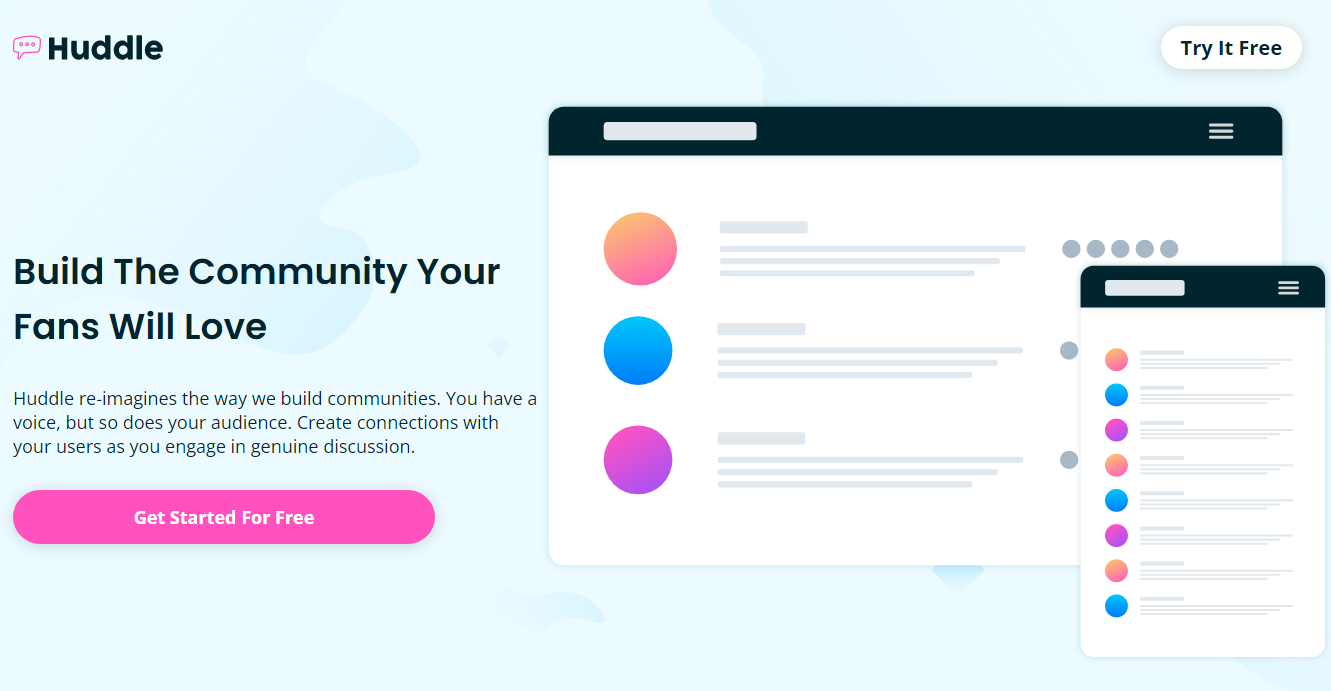 Huddle
Try It Free
Build The Community Your
Fans Will Love
Huddle re-imagines the way we build communities. You have a
voice, but so does your audience. Create connections with
your users as you engage in genuine discussion.
Get Started For Free